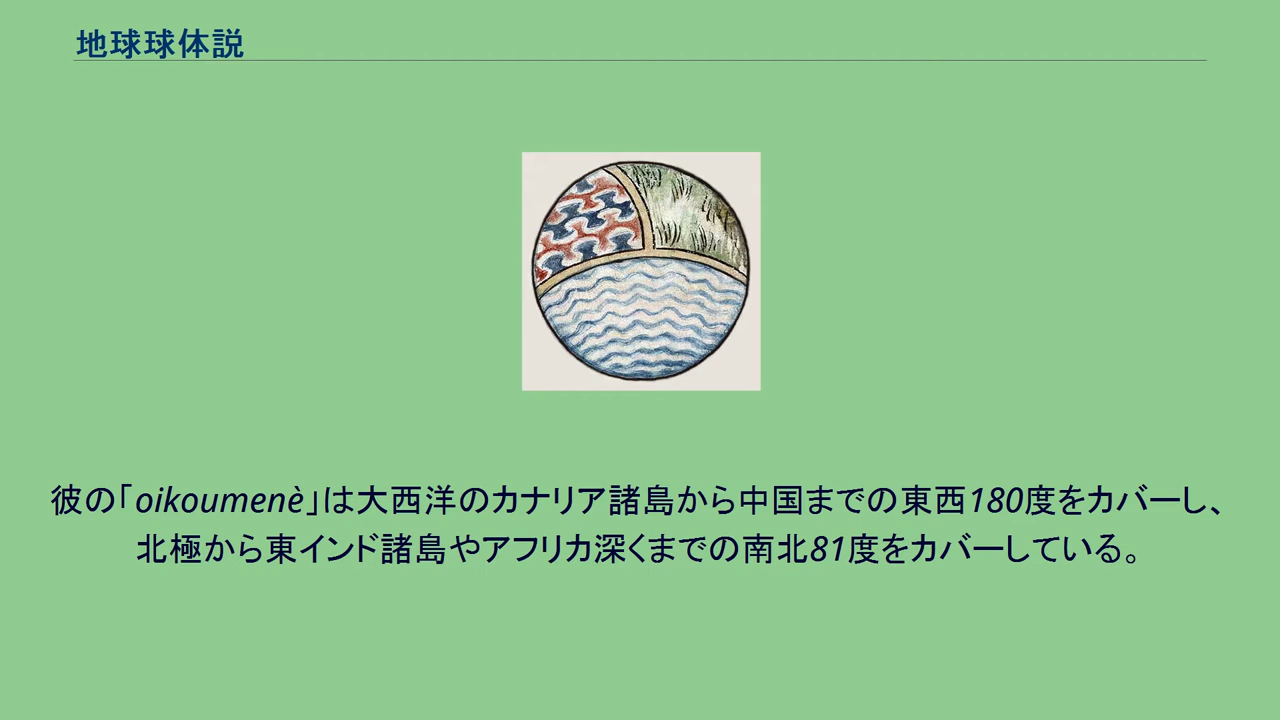 地球球体説
彼の「oikoumenè」は大西洋のカナリア諸島から中国までの東西180度をカバーし、
北極から東インド諸島やアフリカ深くまでの南北81度をカバーしている。